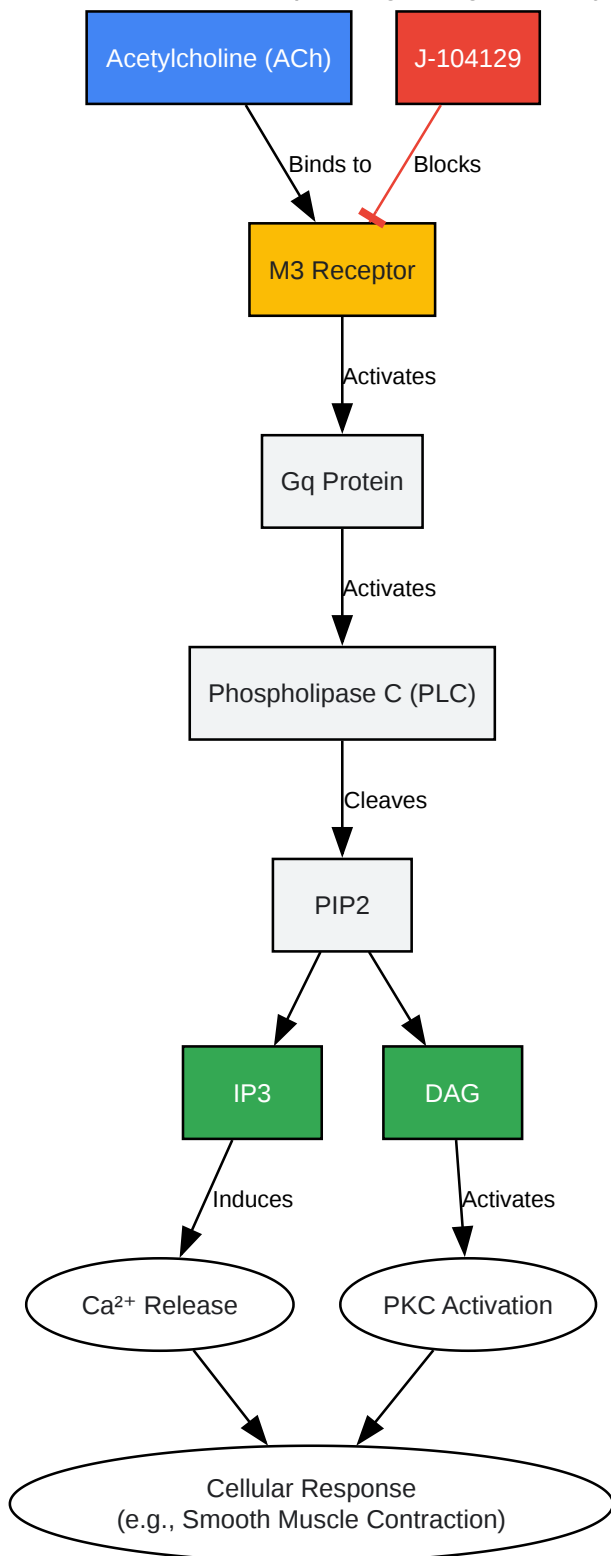 Acetylcholine (ACh)
J-104129
Binds to
Blocks
M3 Receptor
Activates
Gq Protein
Activates
Phospholipase C (PLC)
Cleaves
PIP2
IP3
DAG
Induces
Activates
Ca²⁺ Release
PKC Activation
Cellular Response
(e.g., Smooth Muscle Contraction)